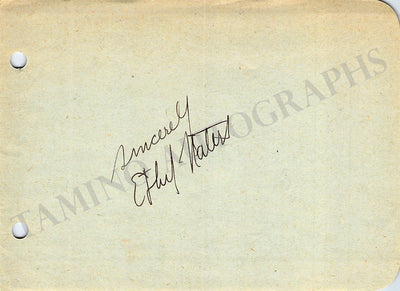 TAMINO AUTOGRAPHS
Sincerely
Ethel Waters